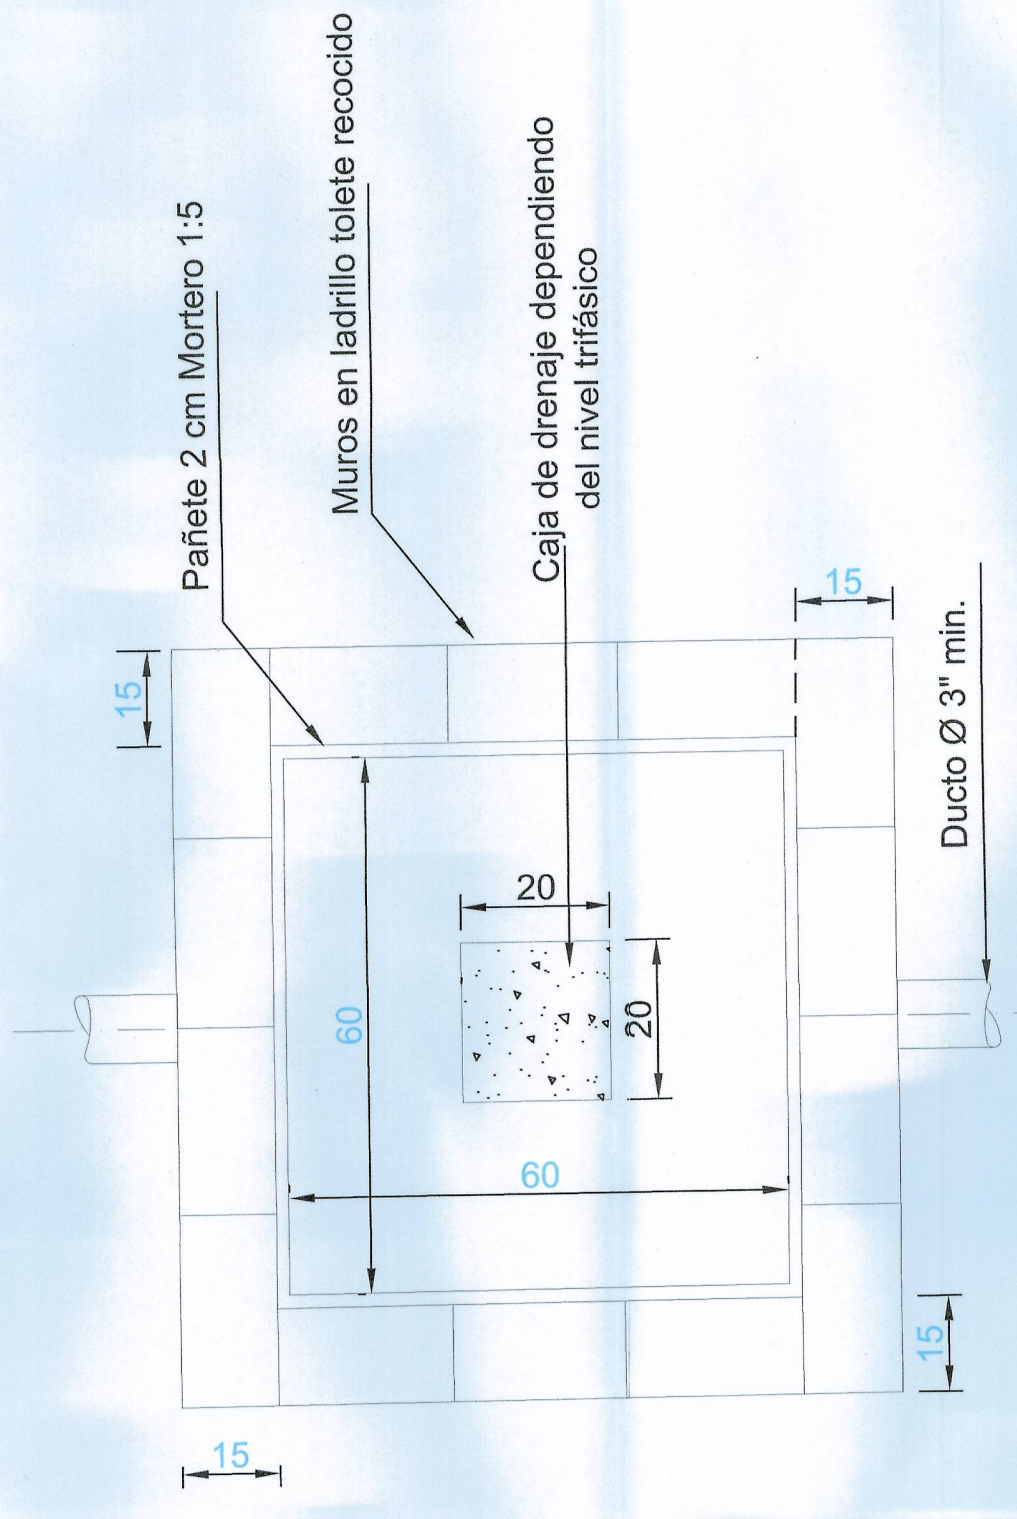 15
Pañete 2 cm Mortero 1:5
15
60
Muros en ladrillo tolete recocido
60
20
Caja de drenaje dependiendo
del nivel trifásico
20
15
15
Ducto Ø 3" min.